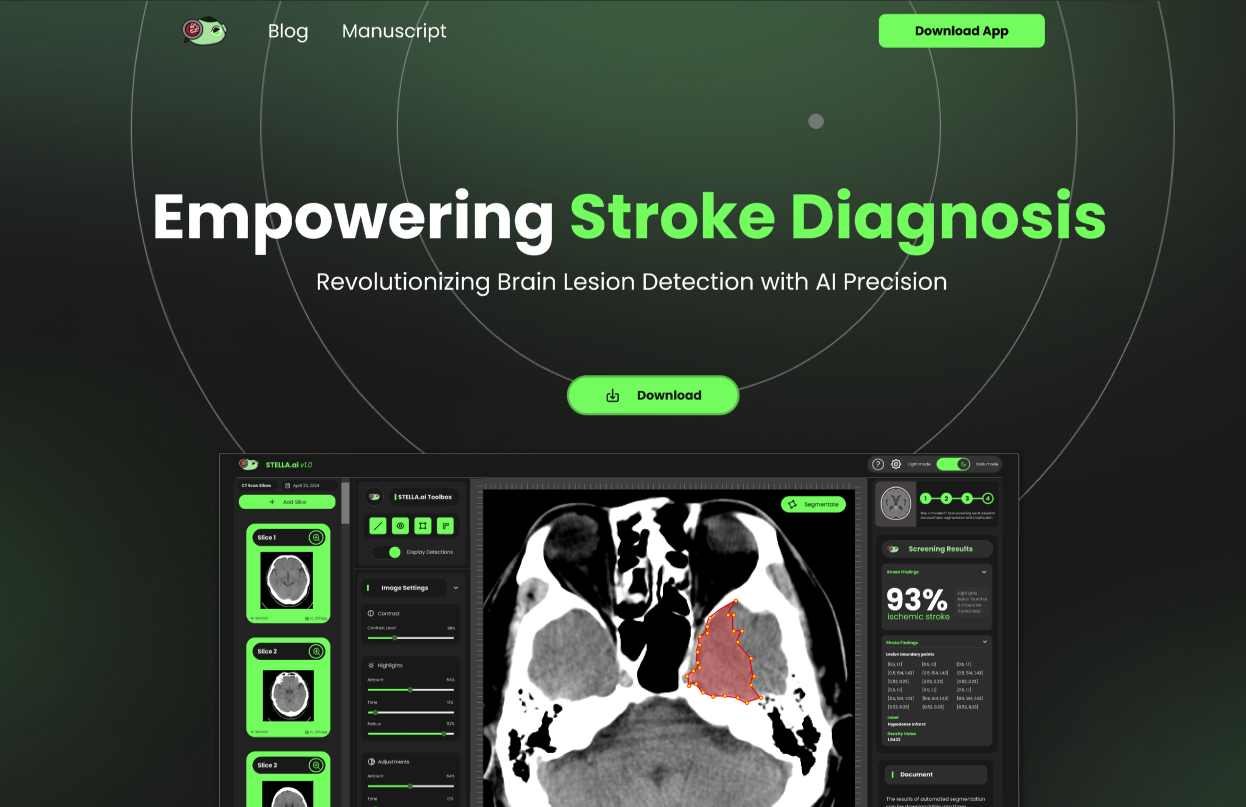 Blog
Manuscript
Download App
Empowering Stroke Diagnosis
Revolutionizing Brain Lesion Detection with AI Precision
Download
STELLA.ai v1.0
Light mode
Dark mode
CT Scan Slices
April 20, 2024
+ Add Slice
Slice 1
Slice 2
Slice 3
STELLA.ai Toolbox
Display Detections
Image Settings
Contrast
Contrast Level
Highlights
Amount
54%
Tone
12%
Radius
92%
Adjustments
Amount
54%
Tone
12%
Segmentate
1 2 3 4
Screening Results
Stroke Findings
93%
ischemic stroke
Stroke Findings
Lesion boundary points
Label
Hypodense Infarct
Density Value
1.0423
Document
The results of automated segmentation